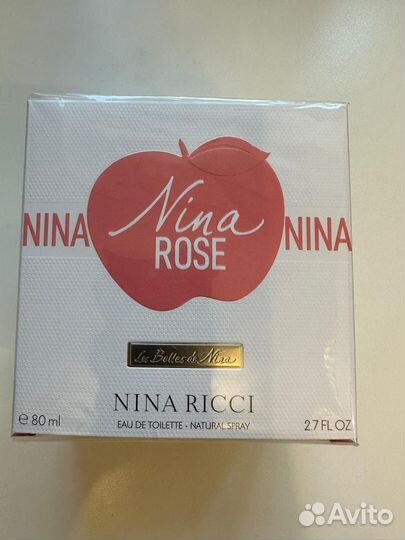 Nina
NINA ROSE NINA
Les Belles de Nina
NINA RICCI
EAU DE TOILETTE • NATURAL SPRAY
℮ 80 ml 2.7 FL OZ
Avito